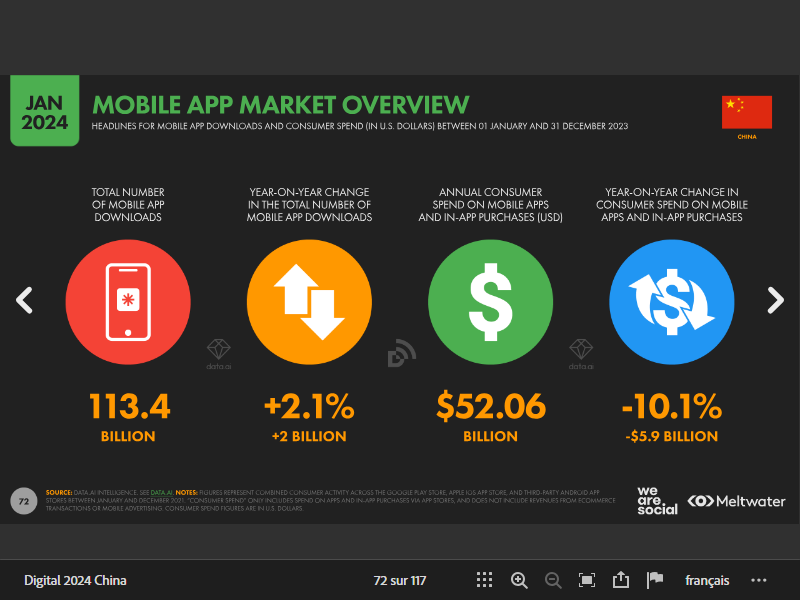 JAN
2024
MOBILE APP MARKET OVERVIEW
HEADLINES FOR MOBILE APP DOWNLOADS AND CONSUMER SPEND (IN U.S. DOLLARS) BETWEEN 01 JANUARY AND 31 DECEMBER 2023
CHINA
TOTAL NUMBER
OF MOBILE APP
DOWNLOADS
YEAR-ON-YEAR CHANGE
IN THE TOTAL NUMBER OF
MOBILE APP DOWNLOADS
ANNUAL CONSUMER
SPEND ON MOBILE APPS
AND IN-APP PURCHASES (USD)
YEAR-ON-YEAR CHANGE IN
CONSUMER SPEND ON MOBILE
APPS AND IN-APP PURCHASES
$
$
data.ai
data.ai
113.4
BILLION
+2.1%
+2 BILLION
$52.06
BILLION
-10.1%
-$5.9 BILLION
72
SOURCE: DATA.AI INTELLIGENCE. SEE DATA.AI. NOTES: FIGURES REPRESENT COMBINED CONSUMER ACTIVITY ACROSS THE GOOGLE PLAY STORE, APPLE IOS APP STORE, AND THIRD-PARTY ANDROID APP
STORES BETWEEN JANUARY AND DECEMBER 2021. "CONSUMER SPEND" ONLY INCLUDES SPEND ON APPS AND IN-APP PURCHASES VIA APP STORES, AND DOES NOT INCLUDE REVENUES FROM ECOMMERCE
TRANSACTIONS OR MOBILE ADVERTISING. CONSUMER SPEND FIGURES ARE IN U.S. DOLLARS.
we
are.
social
Meltwater
Digital 2024 China
72 sur 117
français